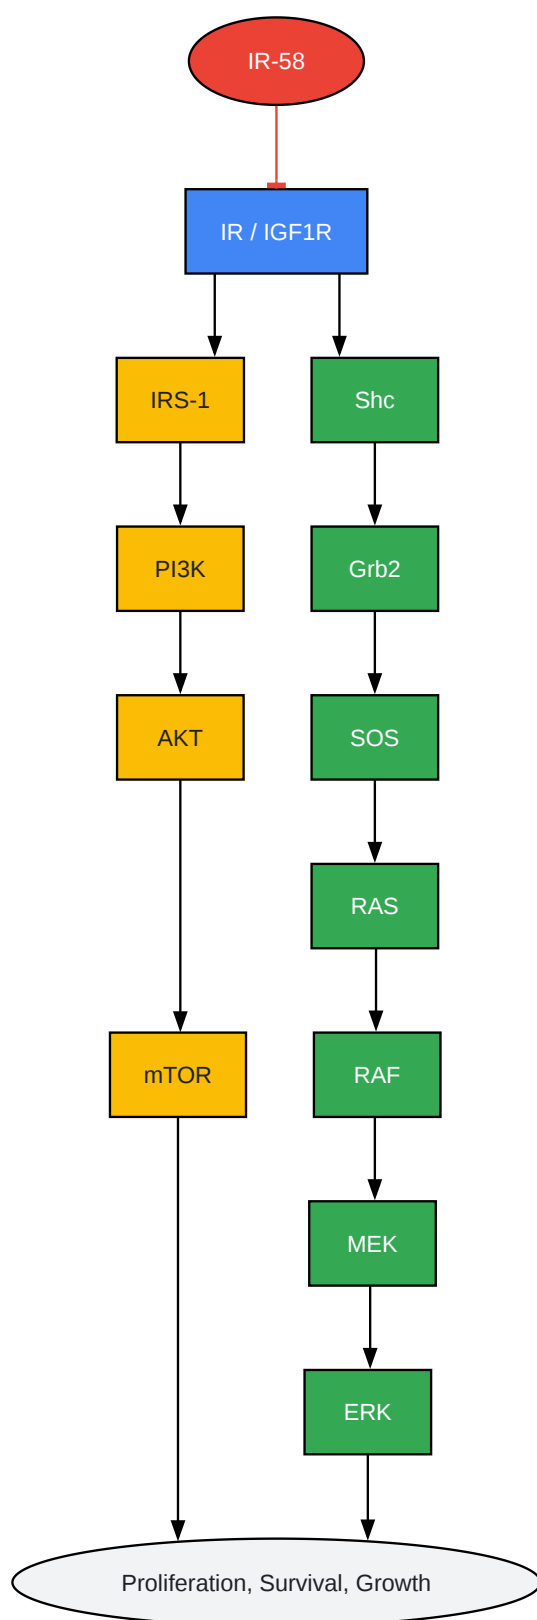 IR-58
IR / IGF1R
IRS-1
Shc
PI3K
Grb2
AKT
SOS
RAS
mTOR
RAF
MEK
ERK
Proliferation, Survival, Growth